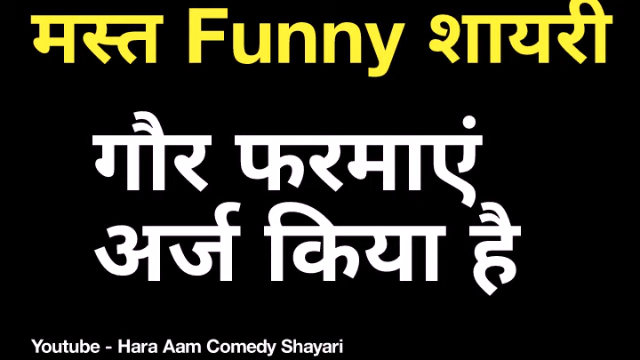 मस्त Funny शायरी
गौर फरमाएं
अर्ज किया है
Youtube - Hara Aam Comedy Shayari